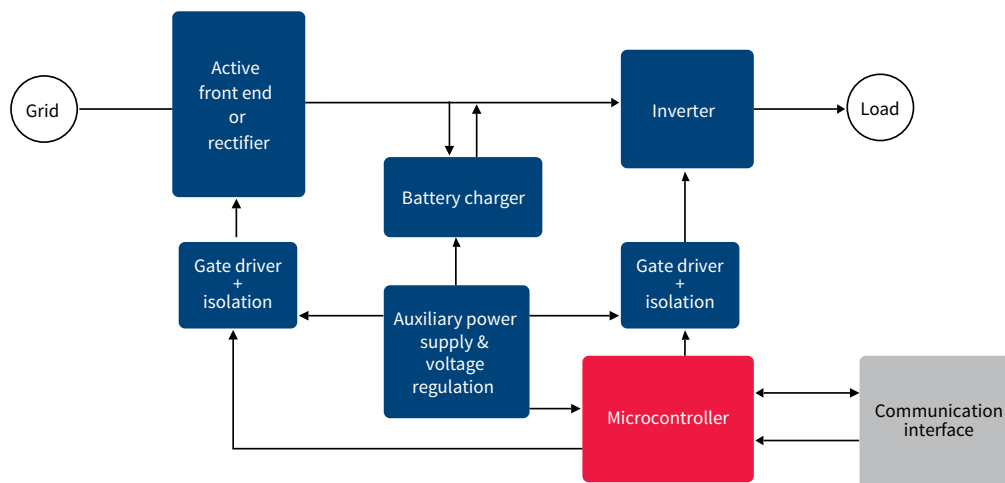 Grid
Active
front end
or
rectifier
Inverter
Load
Battery charger
Gate driver
+
isolation
Auxiliary power
supply &
voltage
regulation
Gate driver
+
isolation
Microcontroller
Communication
interface